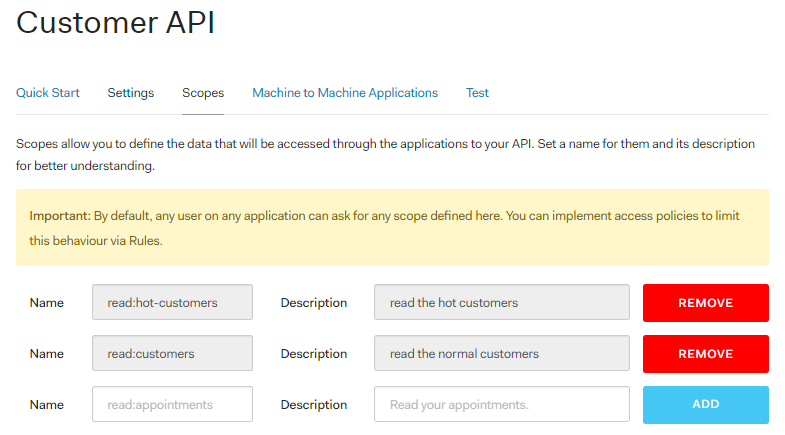 Customer API
Quick Start Settings Scopes Machine to Machine Applications Test
Scopes allow you to define the data that will be accessed through the applications to your API. Set a name for them and its description
for better understanding.
Important: By default, any user on any application can ask for any scope defined here. You can implement access policies to limit
this behaviour via Rules.
Name read:hot-customers Description read the hot customers REMOVE
Name read:customers Description read the normal customers REMOVE
Name read:appointments Description Read your appointments. ADD